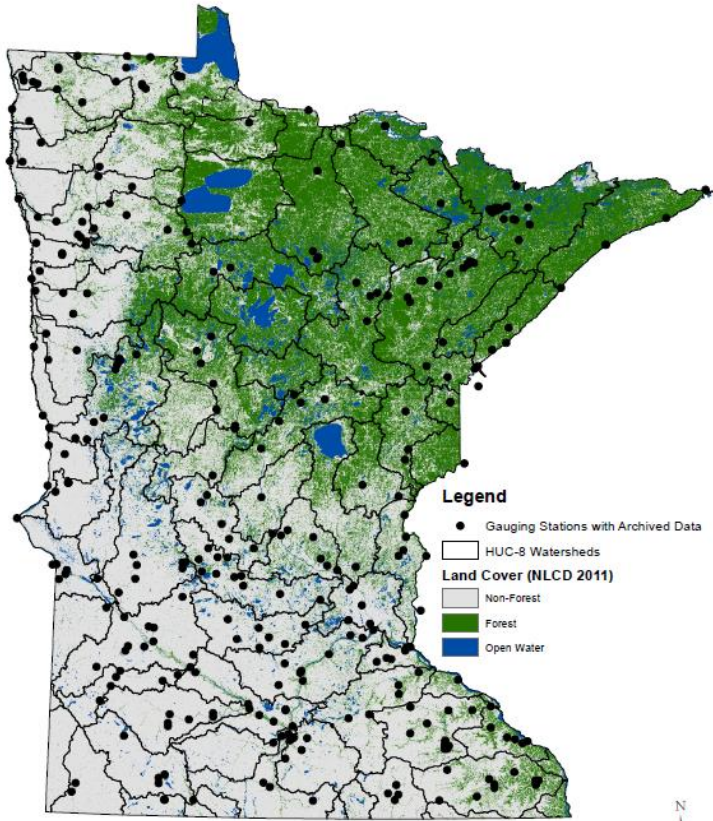 Legend
Gauging Stations with Archived Data
HUC-8 Watersheds
Land Cover (NLCD 2011)
Non-Forest
Forest
Open Water
N